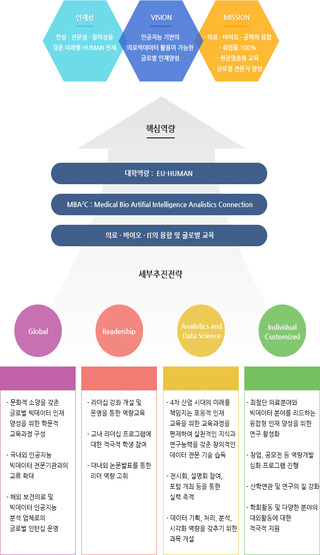 인재상
인성 · 전문성 · 창의성을
갖춘 미래형 HUMAN 인재
VISION
인공지능 기반의
의료빅데이터 활용이 가능한
글로벌 인재양성
MISSION
의료 · 바이오 · 공학의 융합
- 취업률 100%
- 현장맞춤형 교육
- 글로벌 전문가 양성
핵심역량
대학역량 : EU·HUMAN
MBA²C : Medical Bio Artifial Intelligence Analistics Connection
의료 · 바이오 · IT의 융합 및 글로벌 교육
세부추진전략
Global
- 문화적 소양을 갖춘
글로벌 빅데이터 인재
양성을 위한 학문적
교육과정 구성
- 국내외 인공지능
빅데이터 전문기관과의
교류 확대
- 해외 보건의료 및
빅데이터 인공지능
분석 업체로의
글로벌 인턴십 운영
Readership
- 리더십 강좌 개설 및
운영을 통한 역량교육
- 교내 리더십 프로그램에
대한 적극적 학생 참여
- 대내외 논문발표를 통한
리더 역량 고취
Analistics and
Data Science
- 4차 산업 시대의 미래를
책임지는 포용적 인재
교육을 위한 교육과정을
편재하여 실천적인 지식과
연구능력을 갖춘 창의적인
데이터 전문 기술 습득
- 전시회, 설명회 참여,
포럼 개최 등을 통한
실력 축적
- 데이터 기획, 처리, 분석,
시각화 역량을 갖추기 위한
과목 개설
Individual
Customized
- 최첨단 의료분야와
빅데이터 분야를 리드하는
융합형 인재 양성을 위한
연구 활성화
- 창업, 공모전 등 역량개발
심화 프로그램 진행
- 산학연관 및 연구의 질 강화
- 학회활동 및 다양한 분야의
대외활동에 대한
적극적 지원